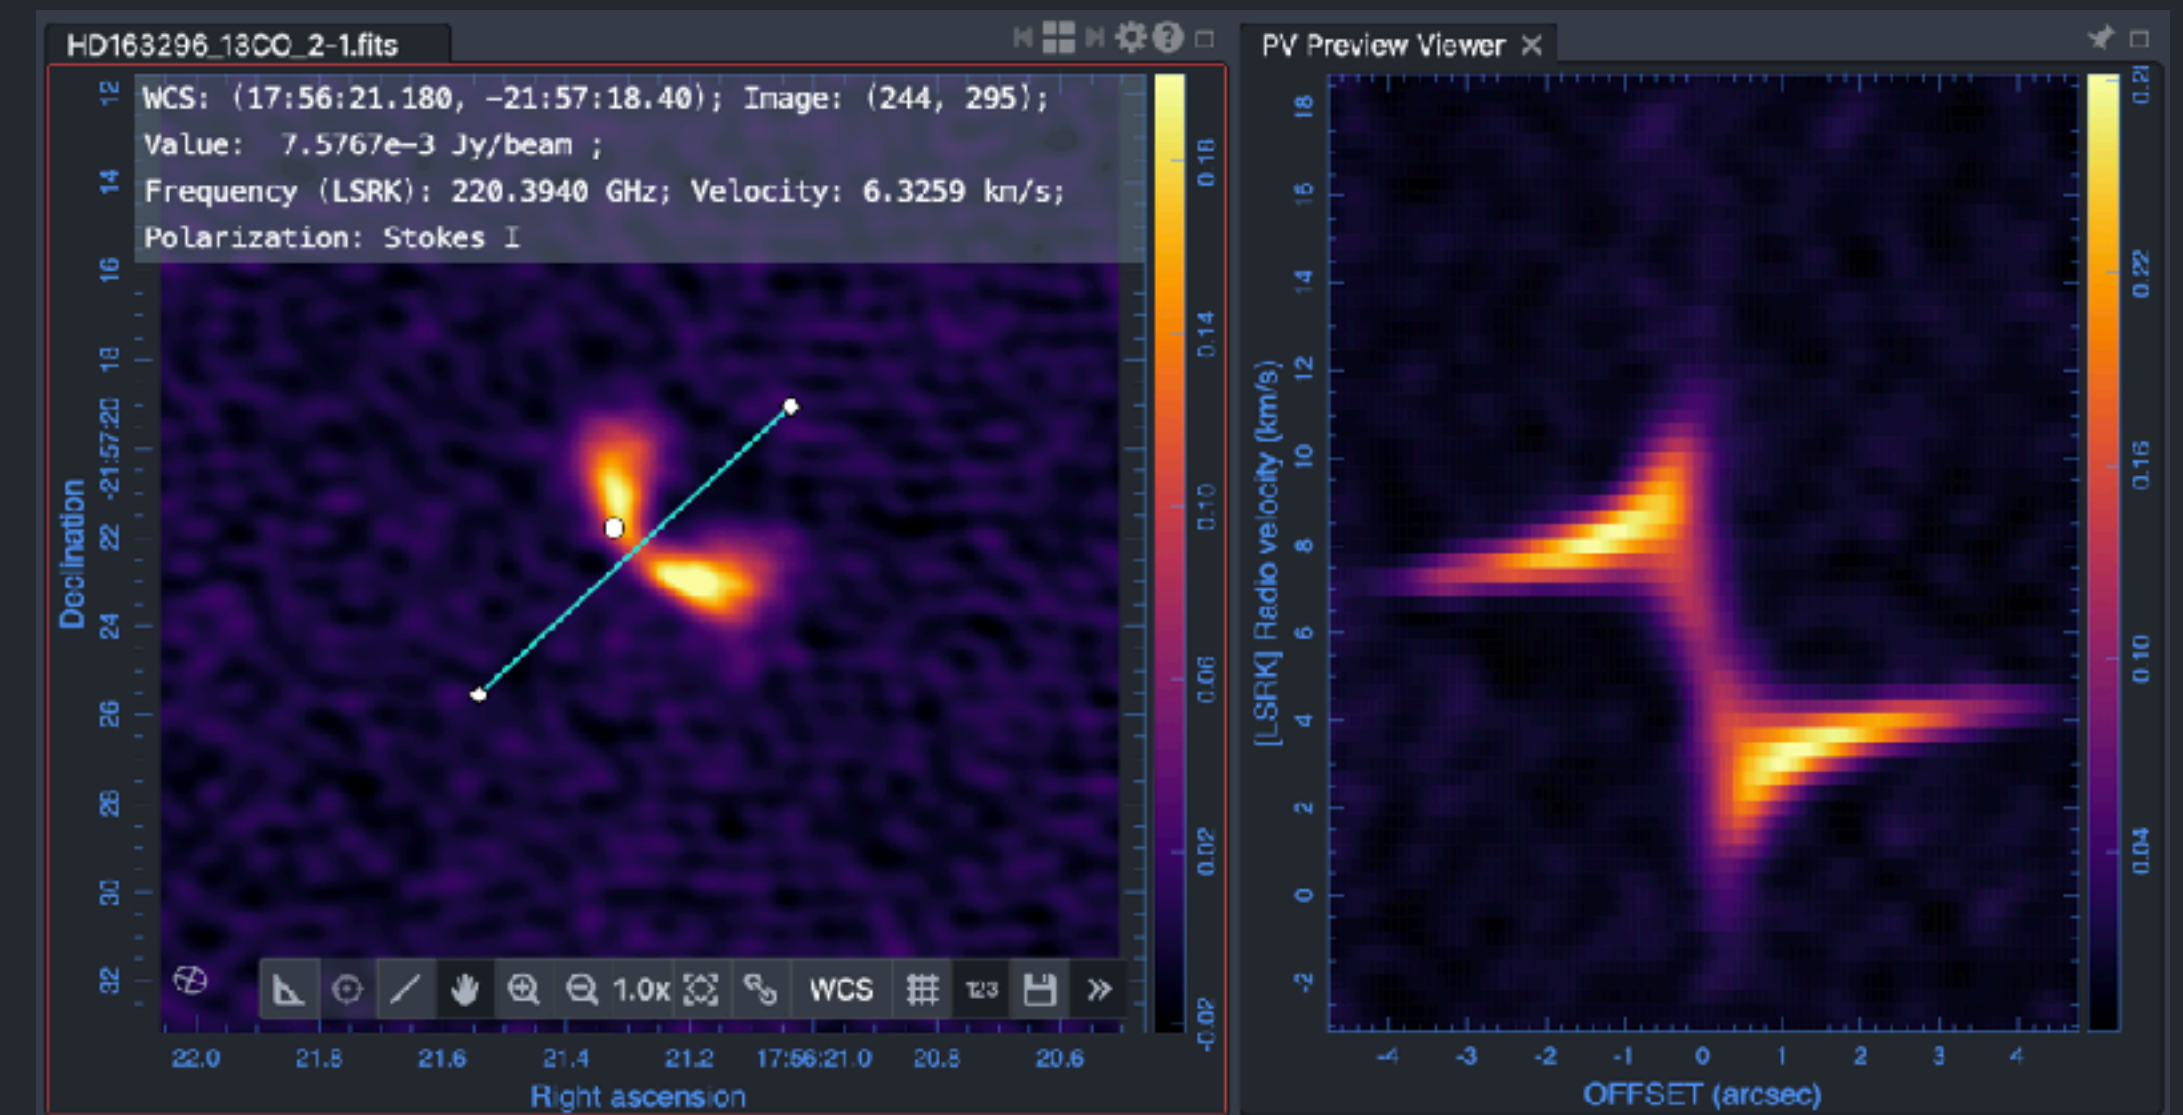 HD163296_13CO_2-1.fits
WCS: (17:56:21.180, -21:57:18.40); Image: (244, 295);
Value:  7.5767e-3 Jy/beam ;
Frequency (LSRK): 220.3940 GHz; Velocity: 6.3259 km/s;
Polarization: Stokes I
12
14
16
18
-21:57:20
22
24
26
28
30
32
Declination
22.0 21.8 21.6 21.4 21.2 17:56:21.0 20.8 20.6
Right ascension
0.18
0.14
0.10
0.06
0.02
-0.02
1.0x WCS 123 »
PV Preview Viewer
18
16
14
12
10
8
6
4
2
0
-2
[LSRK] Radio velocity (km/s)
-4 -3 -2 -1 0 1 2 3 4
OFFSET (arcsec)
0.22
0.16
0.10
0.04